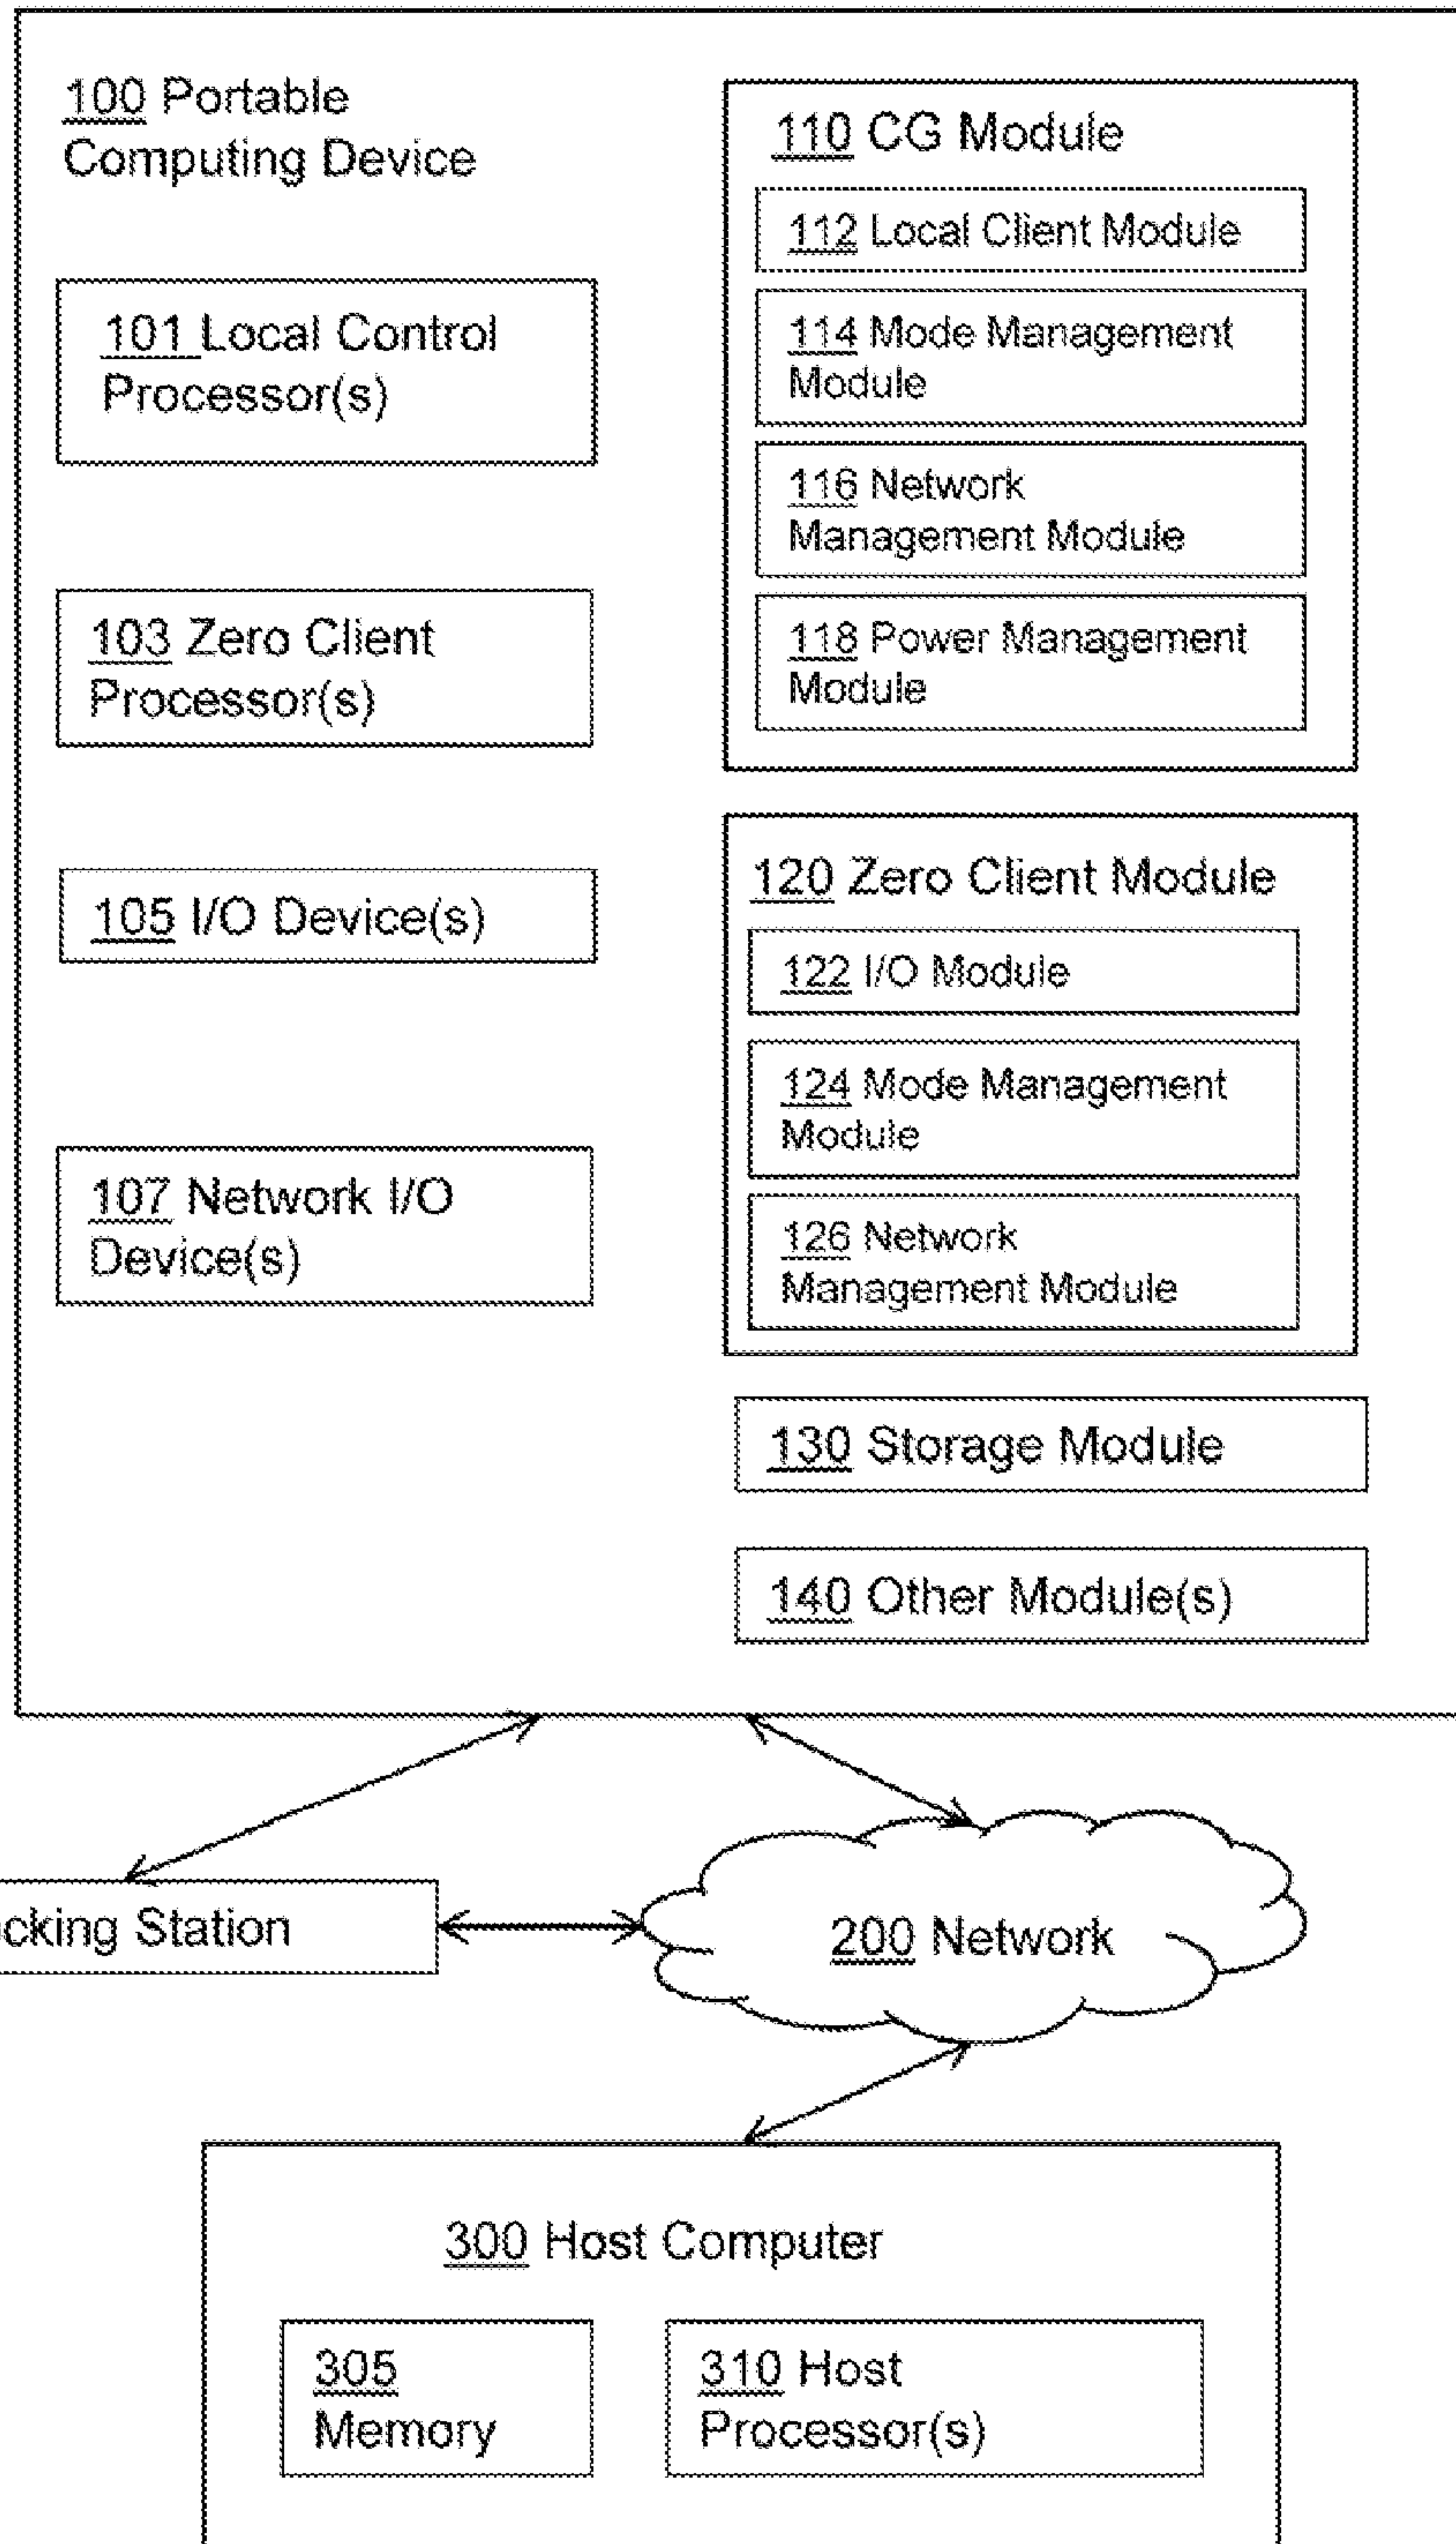 100 Portable
Computing Device
101 Local Control
Processor(s)
103 Zero Client
Processor(s)
105 I/O Device(s)
107 Network I/O
Device(s)
110 CG Module
112 Local Client Module
114 Mode Management
Module
116 Network
Management Module
118 Power Management
Module
120 Zero Client Module
122 I/O Module
124 Mode Management
Module
126 Network
Management Module
130 Storage Module
140 Other Module(s)
cking Station
200 Network
300 Host Computer
305
Memory
310 Host
Processor(s)